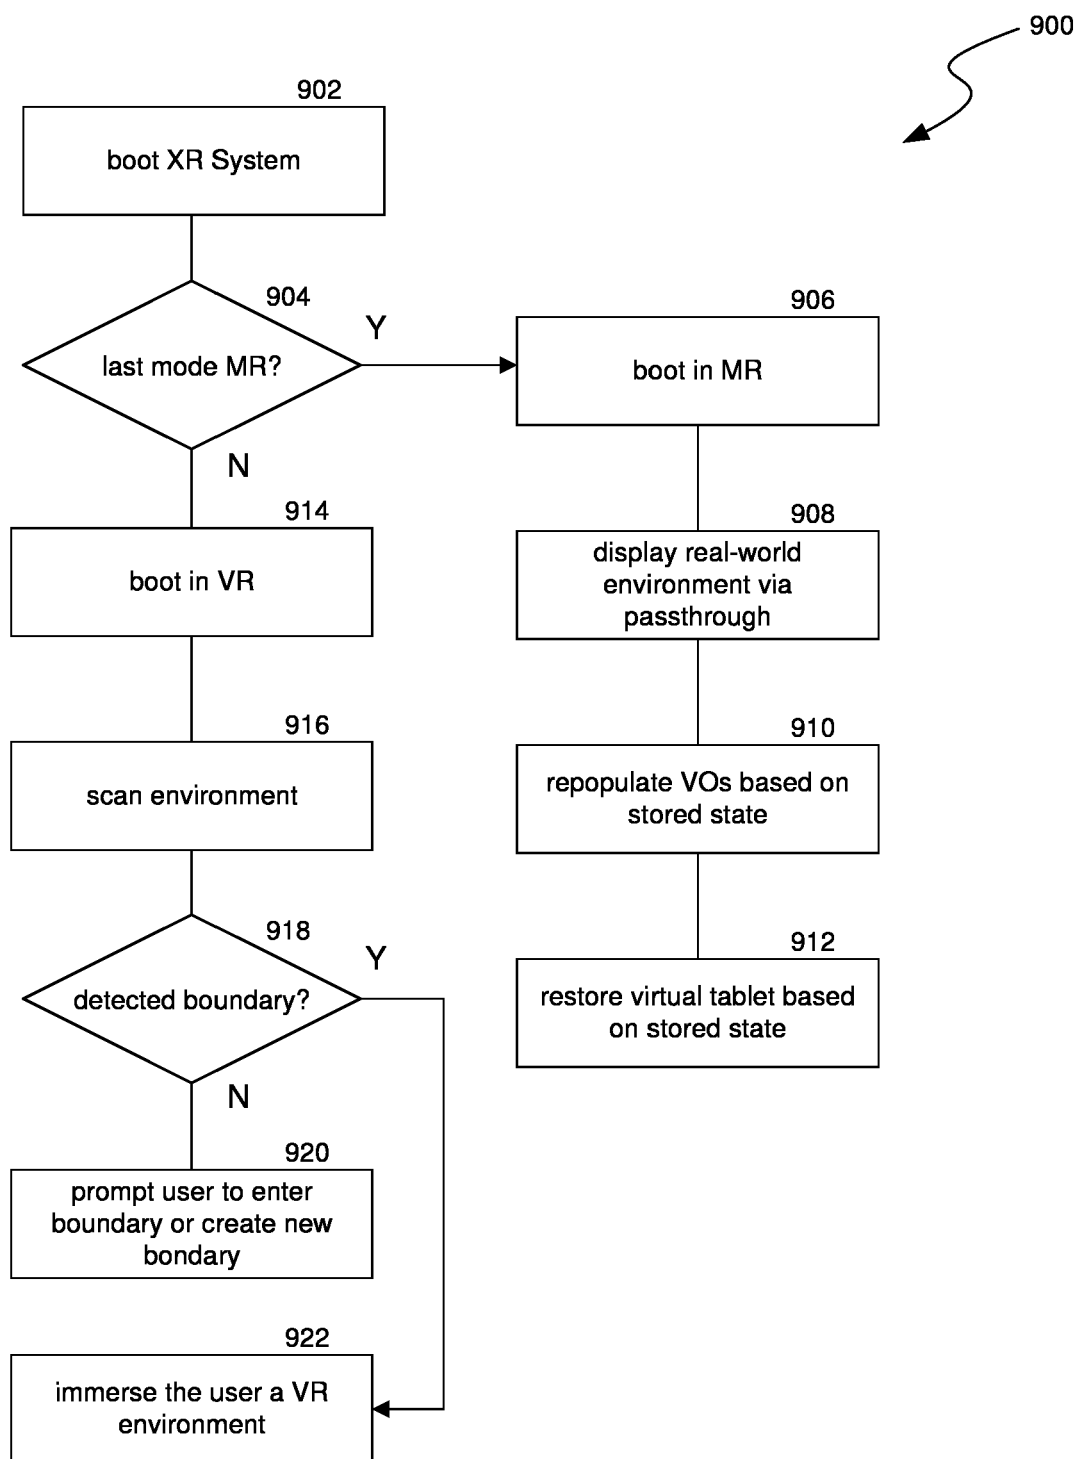 900
902
boot XR System
904
last mode MR?
Y
N
906
boot in MR
908
display real-world
environment via
passthrough
910
repopulate VOs based on
stored state
912
restore virtual tablet based
on stored state
914
boot in VR
916
scan environment
918
detected boundary?
Y
N
920
prompt user to enter
boundary or create new
bondary
922
immerse the user a VR
environment